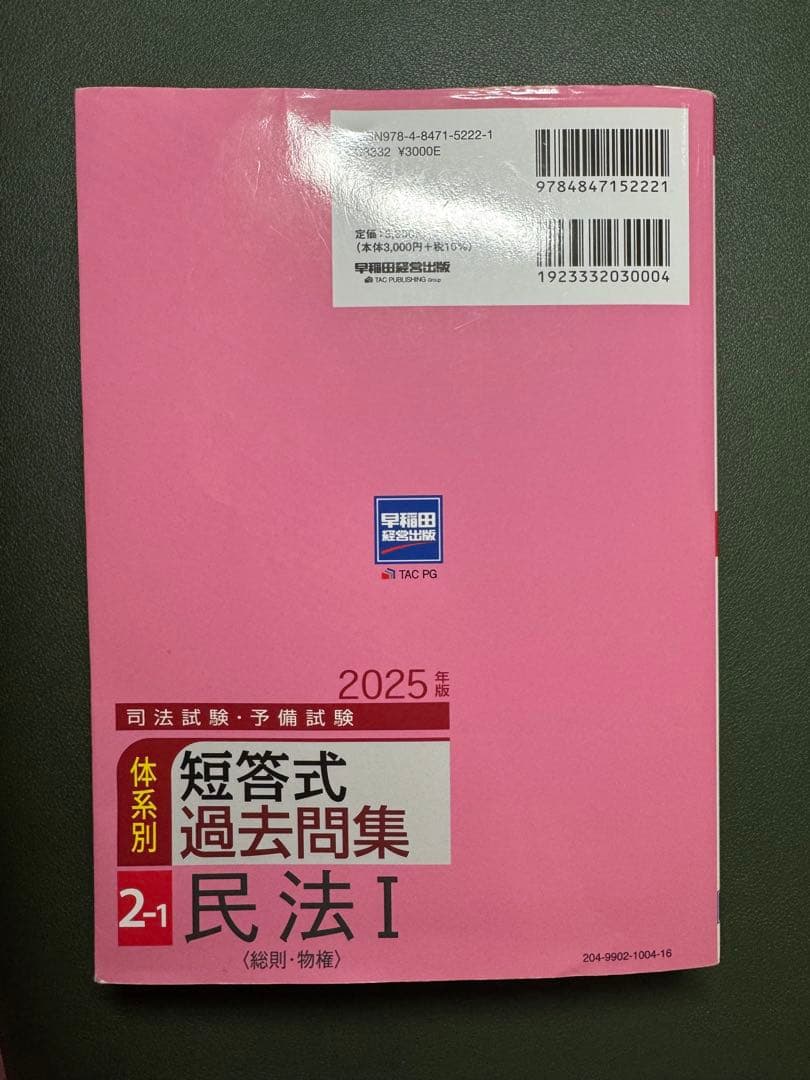 SN978-4-8471-5222-1
3332 ¥3000E
9784847152221
定価:
(本体3,000円+税10%)
早稲田経営出版
TAC PUBLISHING Group
1923332030004
早稲田
経営出版
TAC PG
2025年版
司法試験・予備試験
体系別
短答式
過去問集
2-1
民法I
〈総則・物権〉
204-9902-1004-16